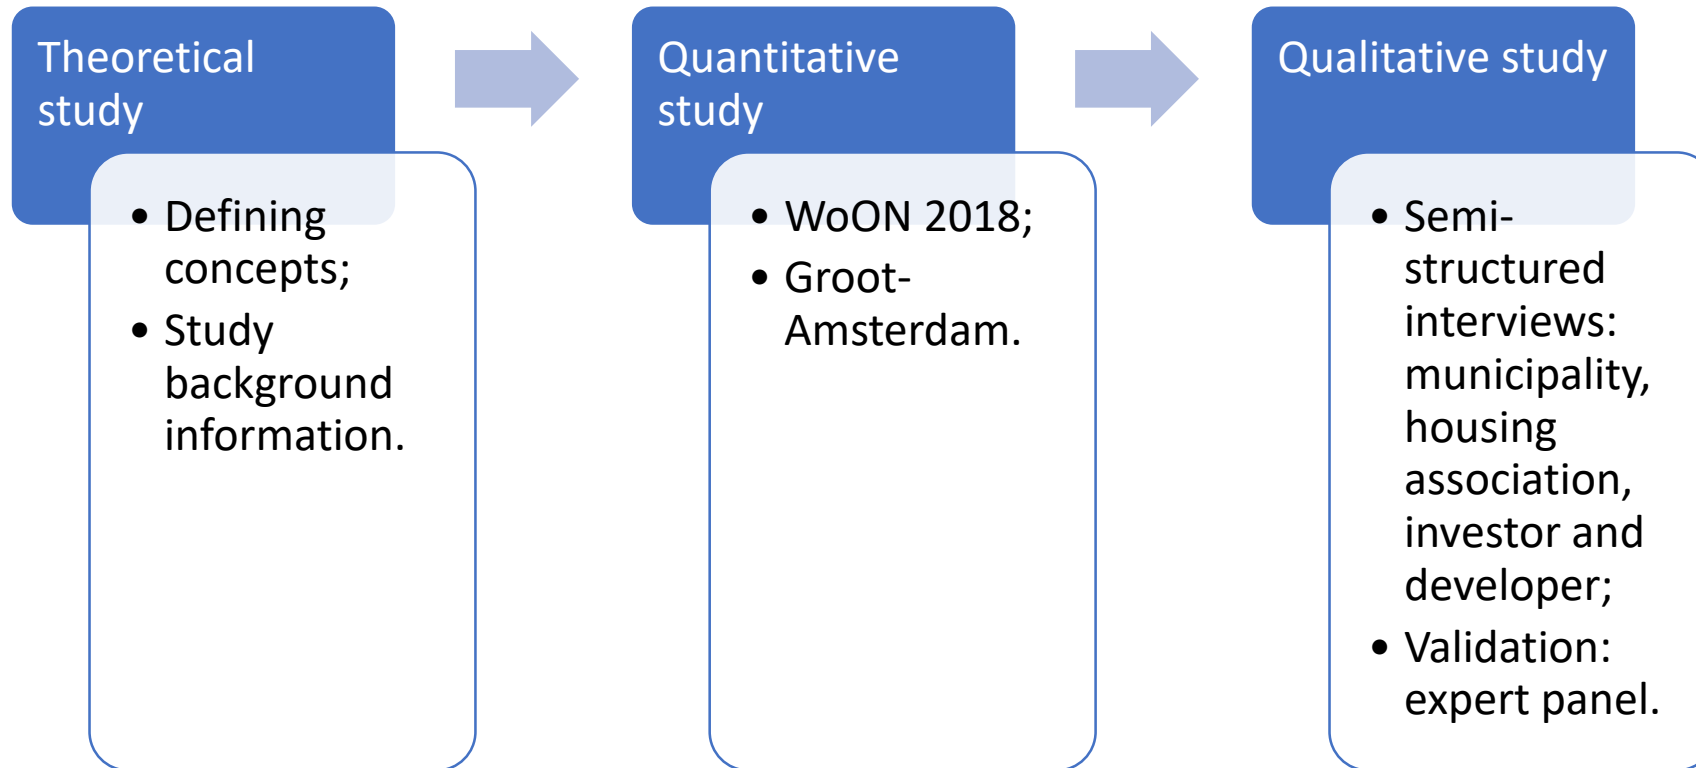 Theoretical
study
• Defining
concepts;
• Study
background
information.
Quantitative
study
• WoON 2018;
• Groot-
Amsterdam.
Qualitative study
• Semi-
structured
interviews:
municipality,
housing
association,
investor and
developer;
• Validation:
expert panel.